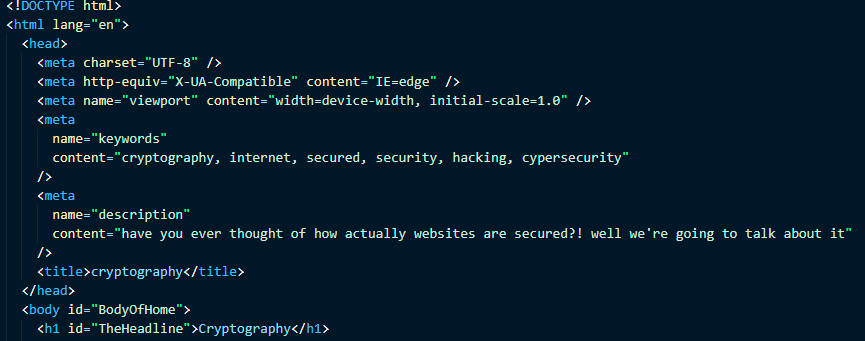 <!DOCTYPE html>
<html lang="en">
<head>
<meta charset="UTF-8" />
<meta http-equiv="X-UA-Compatible" content="IE=edge" />
<meta name="viewport" content="width=device-width, initial-scale=1.0" />
<meta
name="keywords"
content="cryptography, internet, secured, security, hacking, cypersecurity"
/>
<meta
name="description"
content="have you ever thought of how actually websites are secured?! well we're going to talk about it"
/>
<title>cryptography</title>
</head>
<body id="BodyOfHome">
<h1 id="TheHeadline">Cryptography</h1>